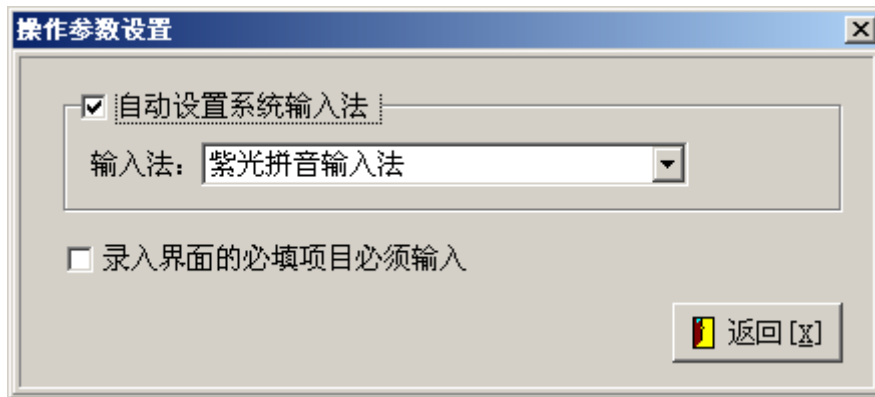 操作参数设置
自动设置系统输入法
输入法：紫光拼音输入法
录入界面的必填项目必须输入
返回[X]